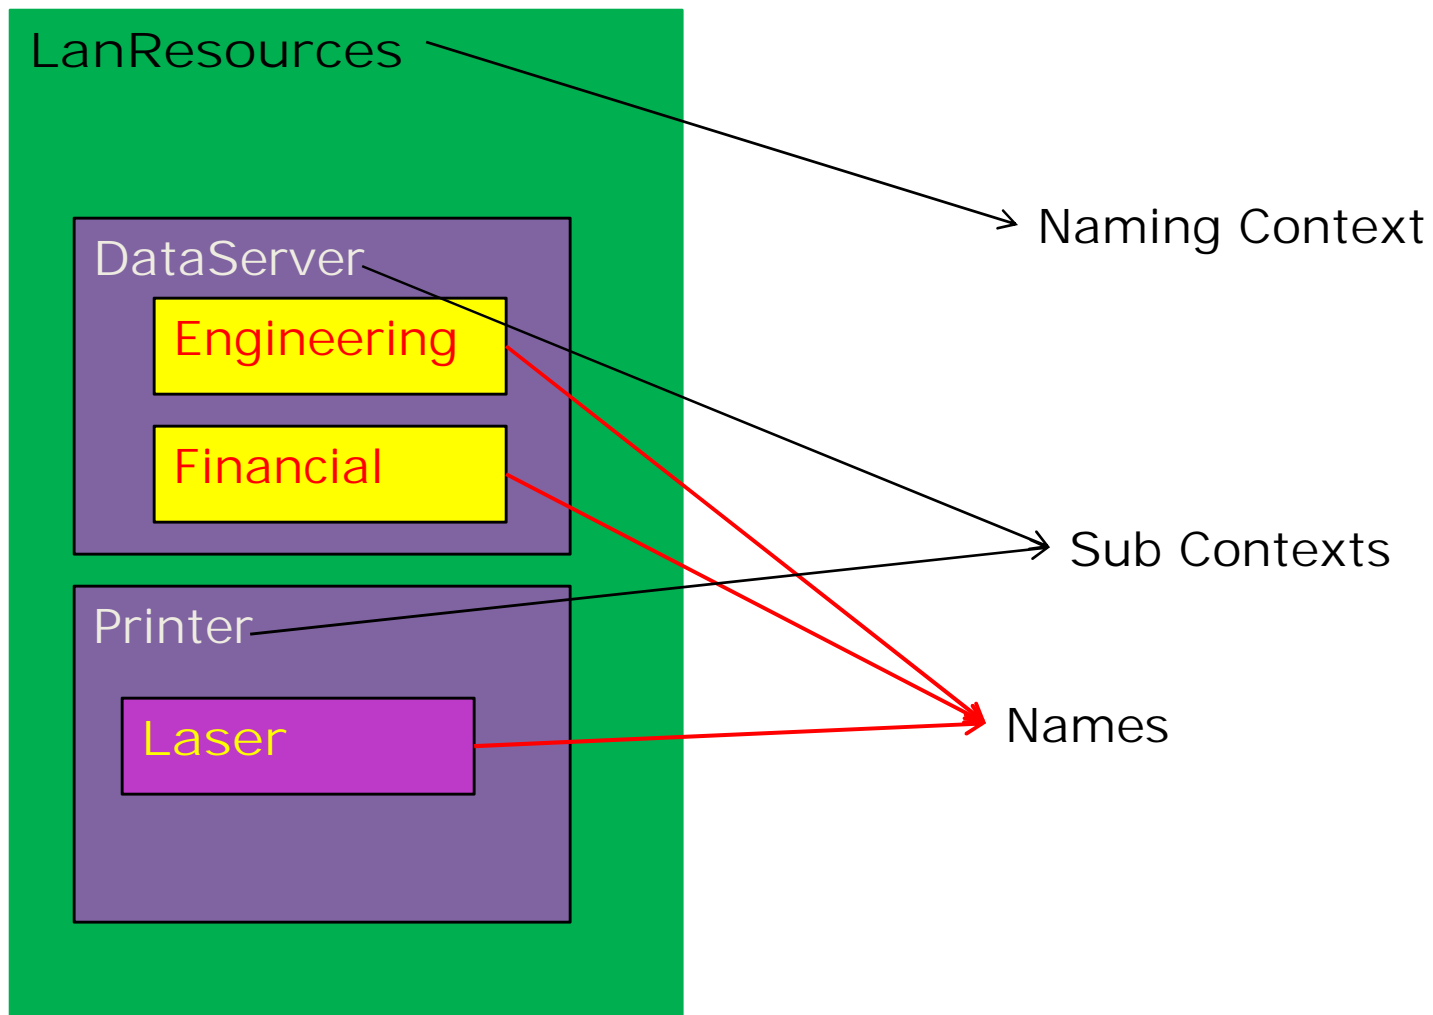 LanResources
Naming Context
DataServer
Engineering
Financial
Sub Contexts
Printer
Laser
Names